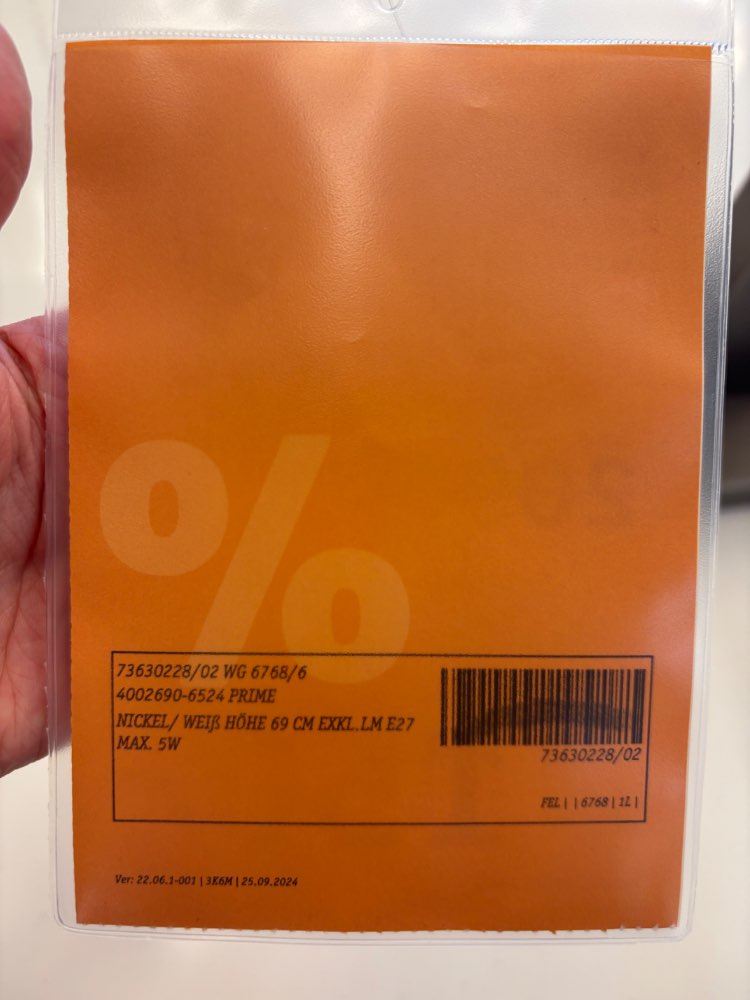 %
73630228/02 WG 6768/6
4002690-6524 PRIME
NICKEL/ WEIß HÖHE 69 CM EXKL.LM E27
MAX. 5W
73630228/02
FEL | | 6768 | 1L |
Ver: 22.06.1-001 | 3K6M | 25.09.2024